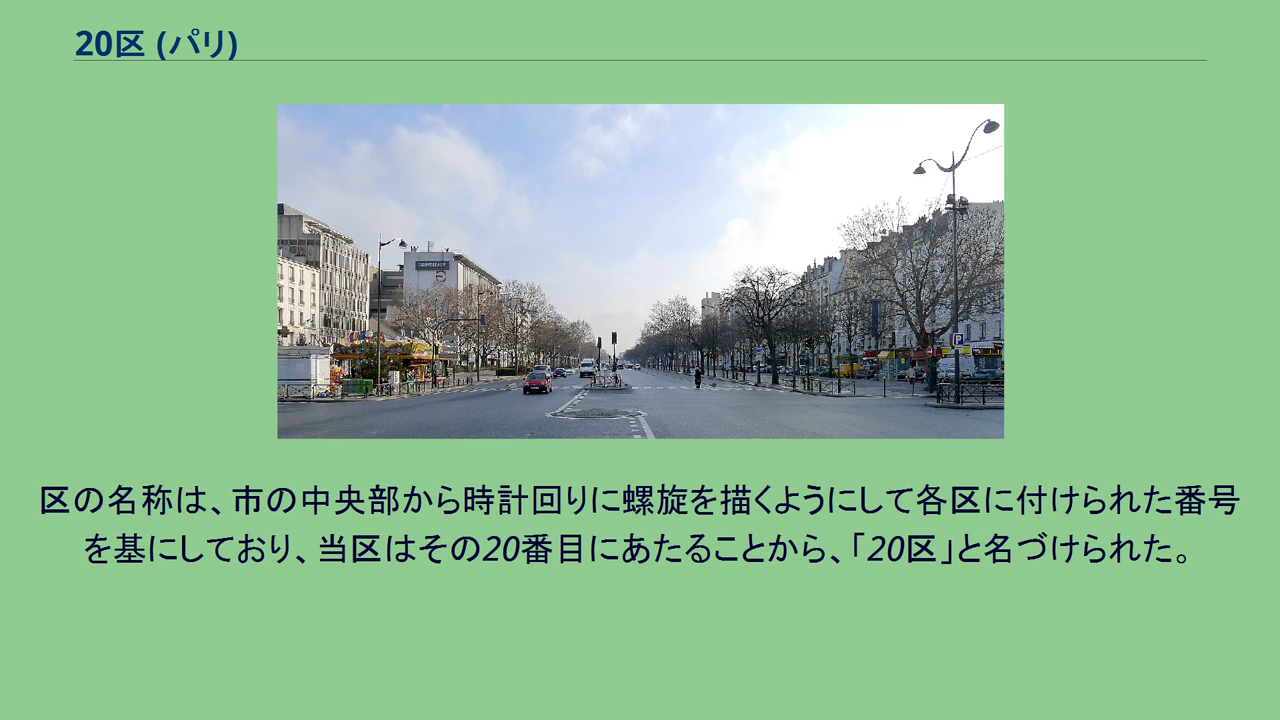 20区 (パリ)
P
区の名称は、市の中央部から時計回りに螺旋を描くようにして各区に付けられた番号
を基にしており、当区はその20番目にあたることから、「20区」と名づけられた。